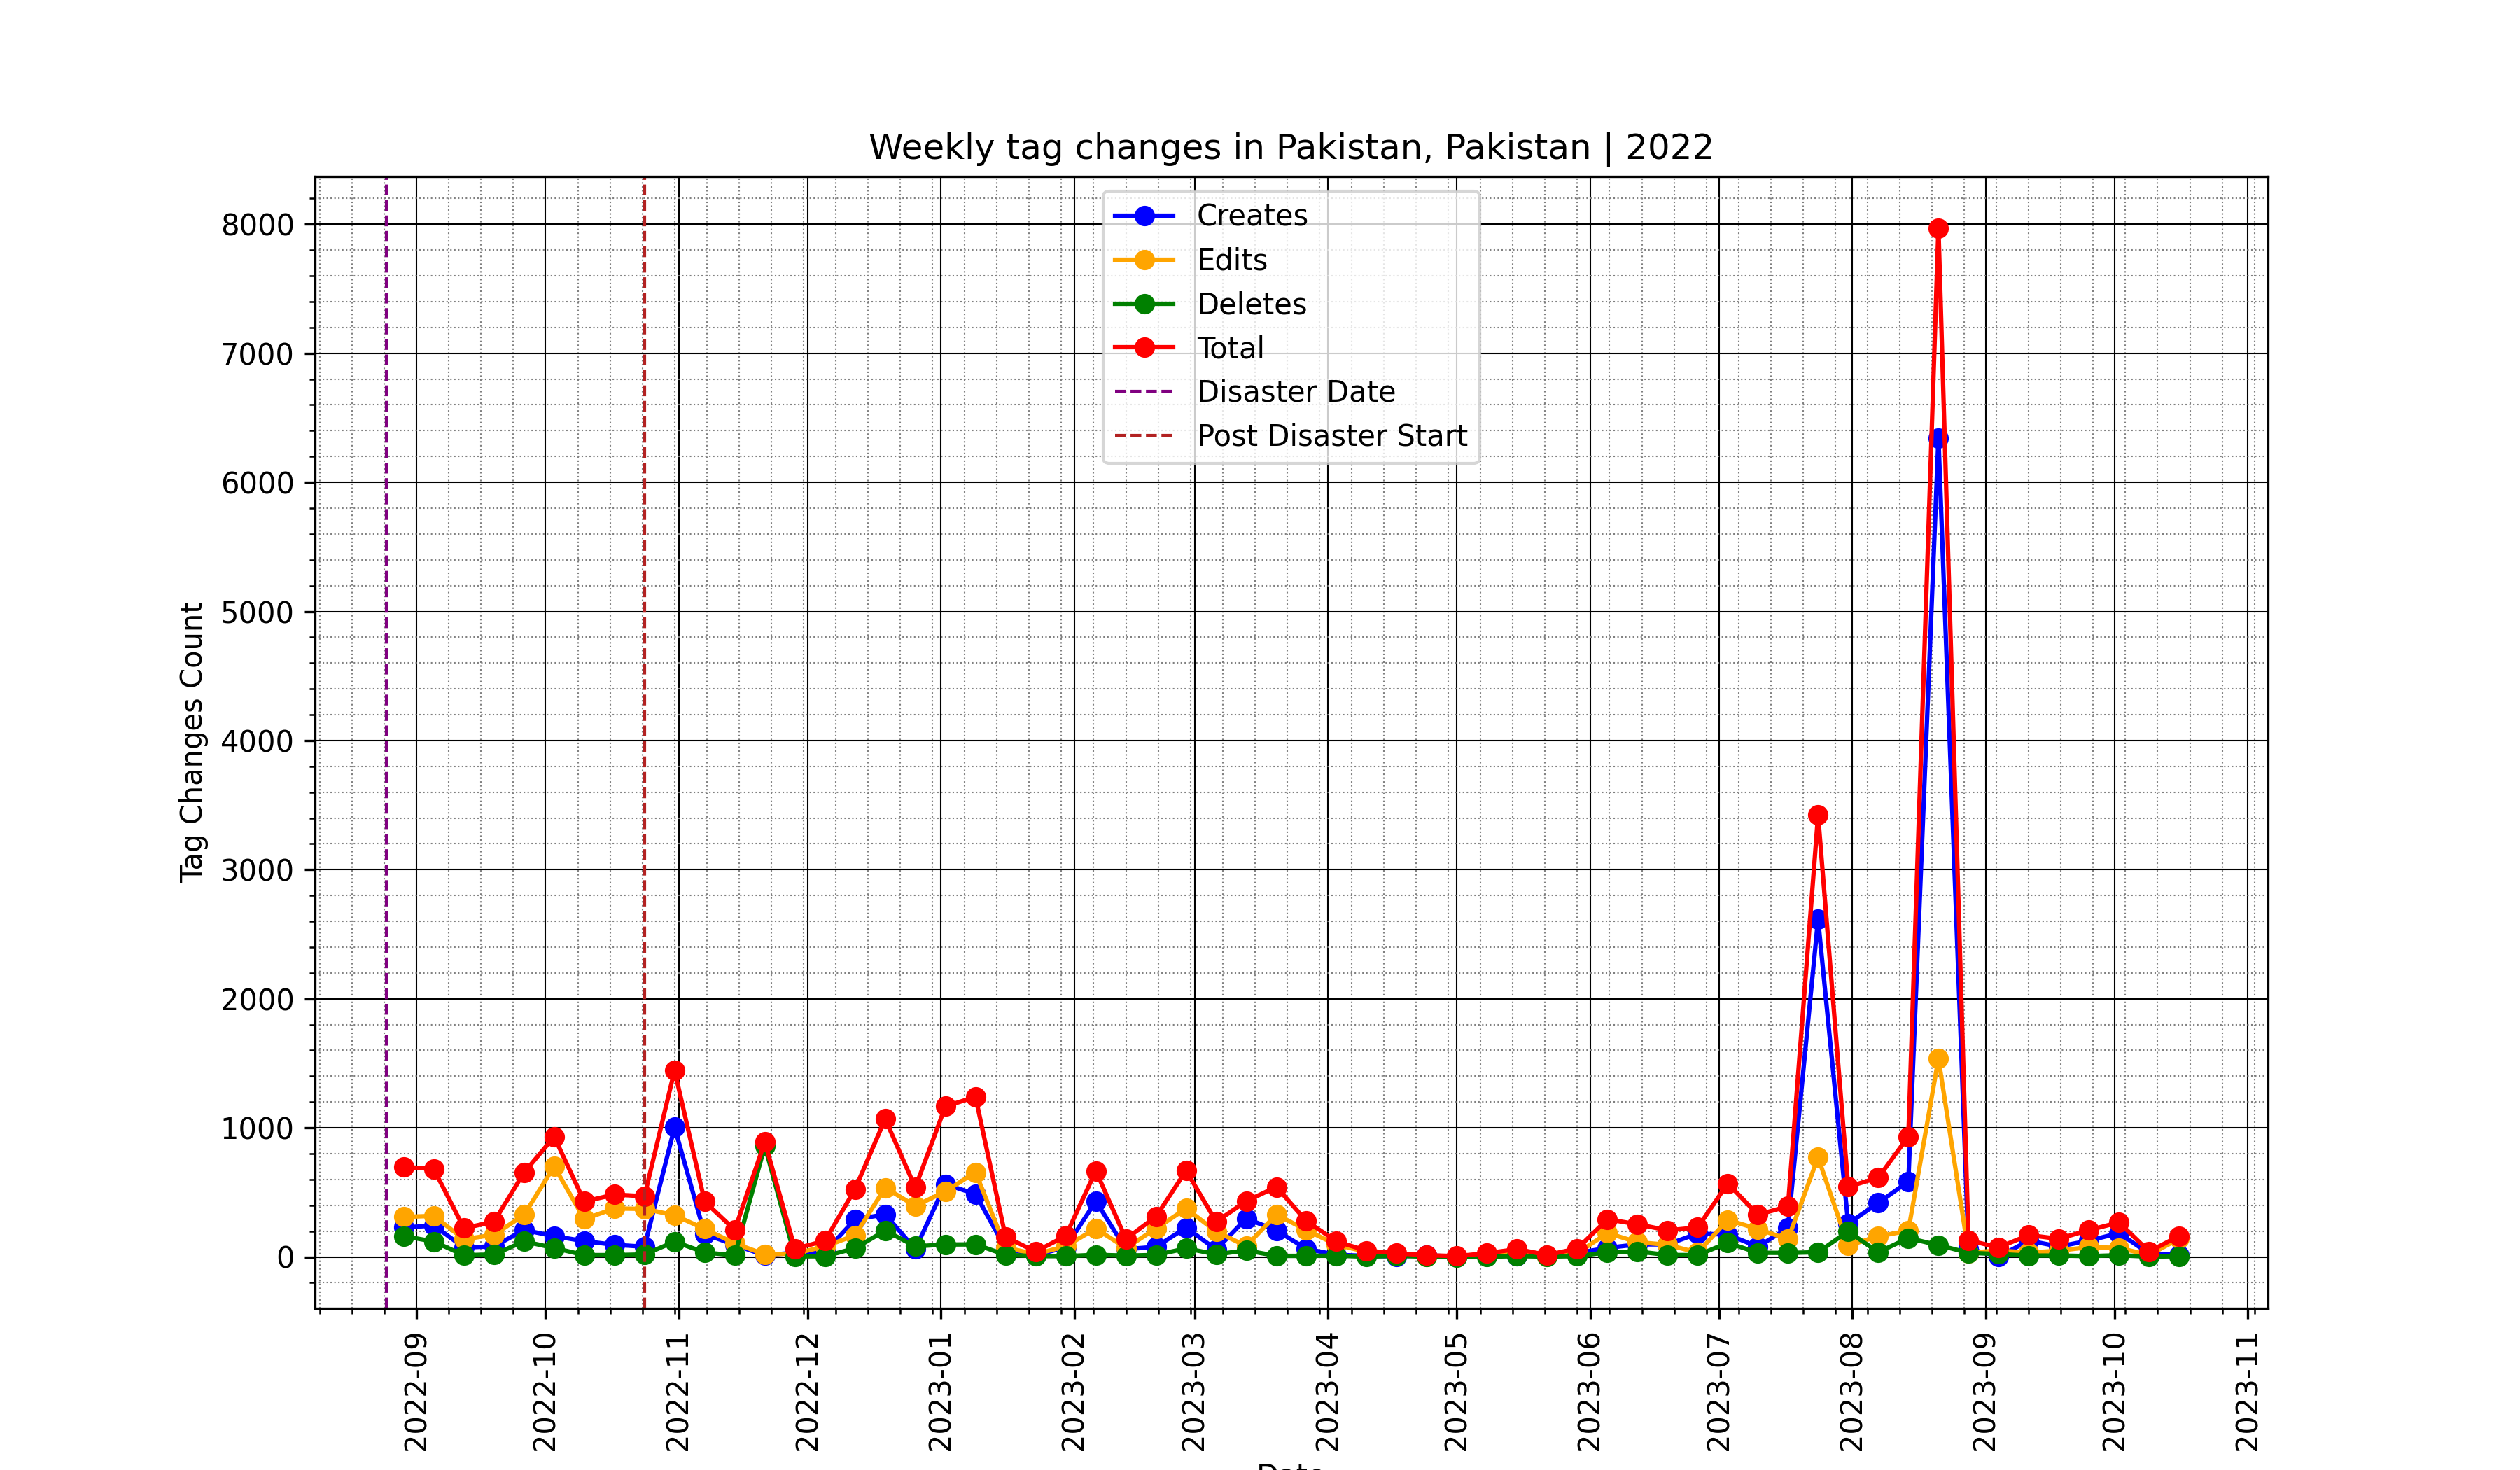 Weekly tag changes in Pakistan, Pakistan | 2022
Creates
Edits
Deletes
Total
Disaster Date
Post Disaster Start
Tag Changes Count
8000
7000
6000
5000
4000
3000
2000
1000
0
2022-09
2022-10
2022-11
2022-12
2023-01
2023-02
2023-03
2023-04
2023-05
2023-06
2023-07
2023-08
2023-09
2023-10
2023-11
Date